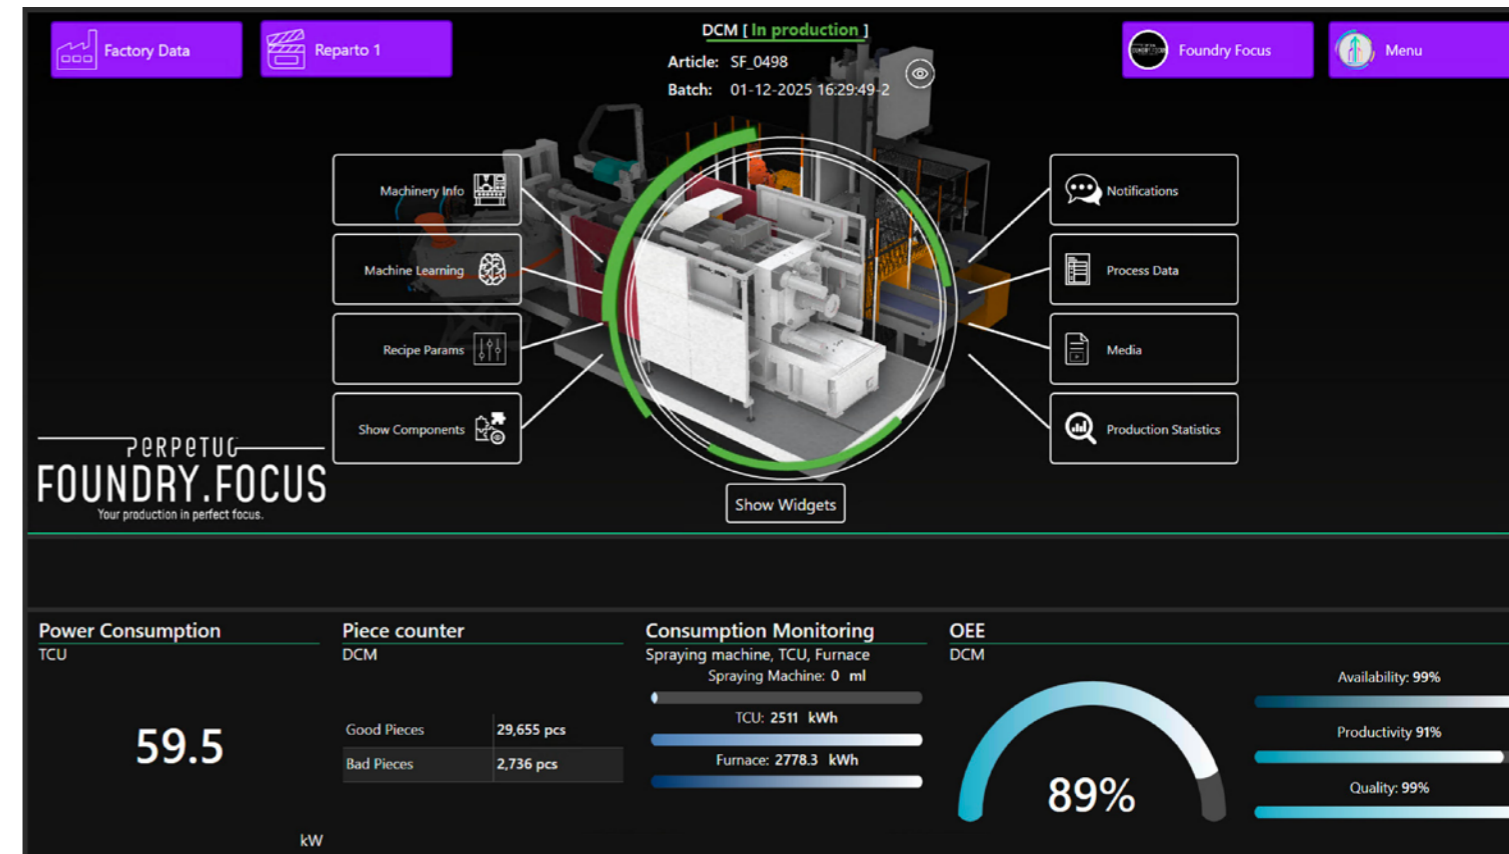 Factory Data
Reparto 1
DCM [ In production ]
Article: SF_0498
Batch: 01-12-2025 16:29:49-2
Foundry Focus
Menu
Machinery Info
Machine Learning
Recipe Params
Show Components
Notifications
Process Data
Media
Production Statistics
PERPETUO
FOUNDRY.FOCUS
Your production in perfect focus.
Show Widgets
Power Consumption
TCU
59.5
kW
Piece counter
DCM
Good Pieces 29,655 pcs
Bad Pieces 2,736 pcs
Consumption Monitoring
Spraying machine, TCU, Furnace
Spraying Machine: 0 ml
TCU: 2511 kWh
Furnace: 2778.3 kWh
OEE
DCM
89%
Availability: 99%
Productivity 91%
Quality: 99%